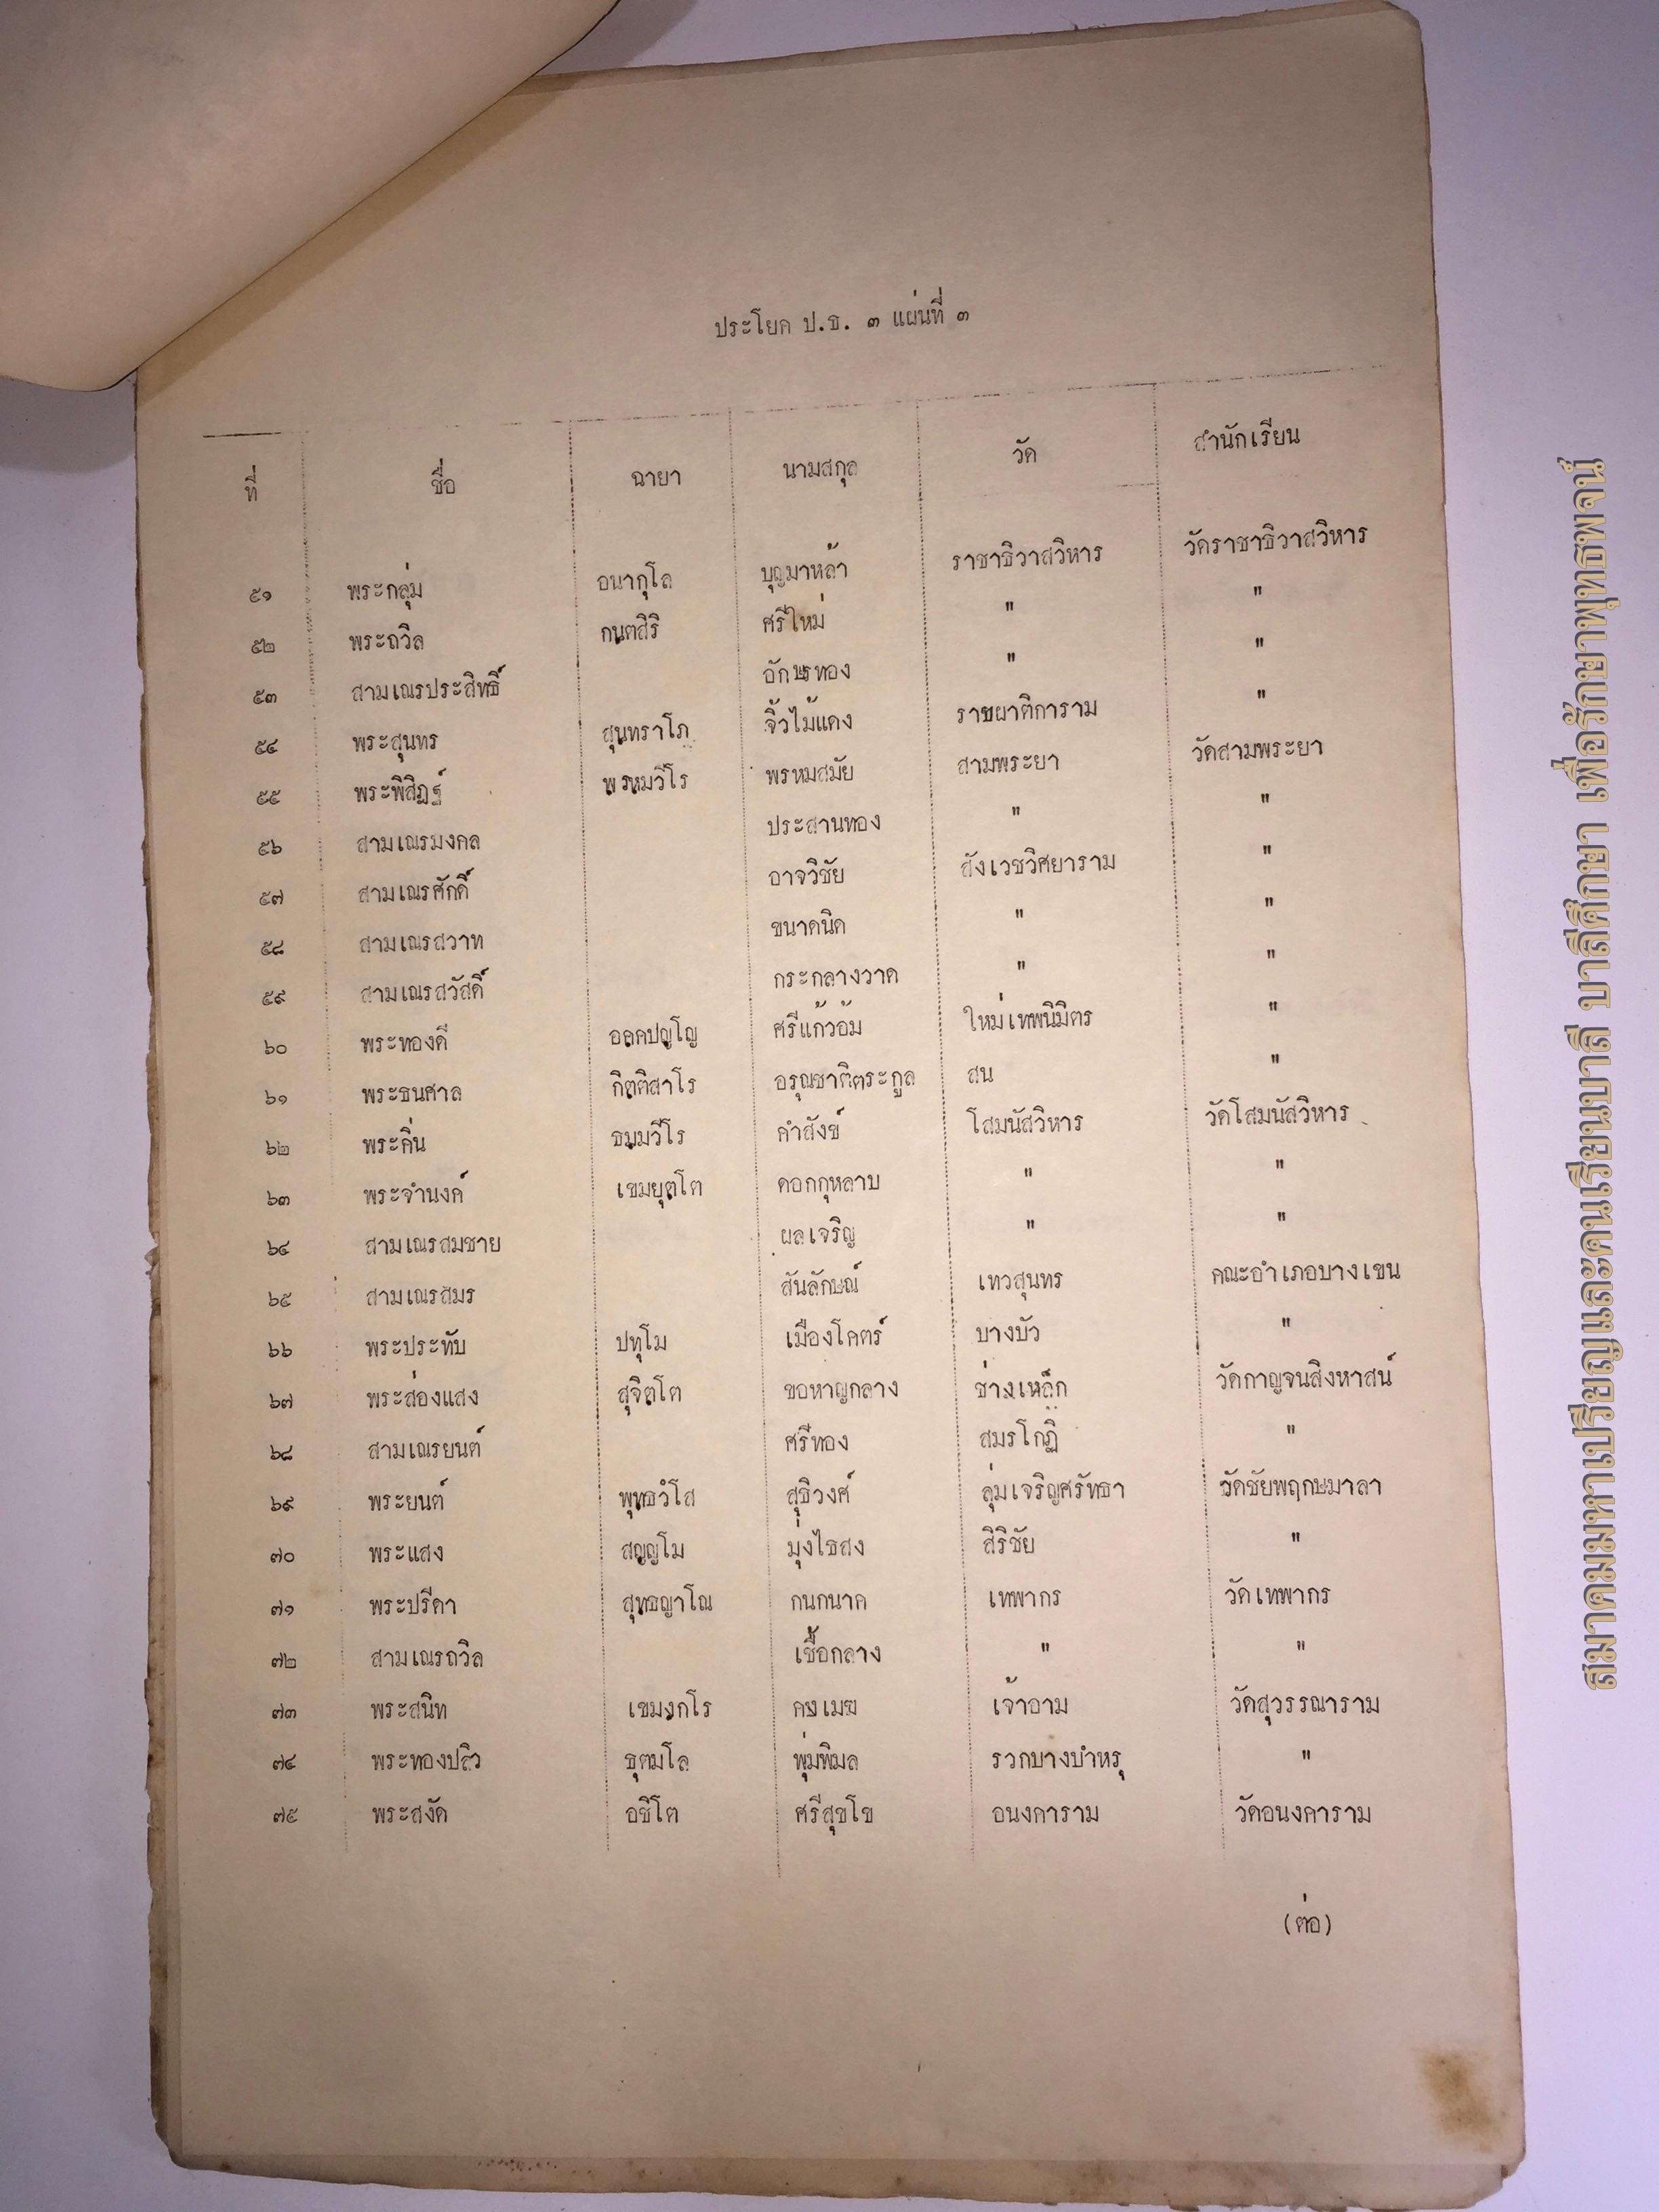 ประโยค ป.ธ. ๓ แผ่นที่ ๓
ที่ ชื่อ ฉายา นามสกุล วัด สำนักเรียน
๕๑ พระกลุ่ม อนากุโล บุญมาหล้า ราชาธิวาสวิหาร วัดราชาธิวาสวิหาร
๕๒ พระถวิล กนตสิริ ศรีใหม่ " "
๕๓ สามเณรประสิทธิ์ อักษรทอง " "
๕๔ พระสุนทร สุนทราโภ จิ้วไม้แดง ราชผาติการาม "
๕๕ พระพิสิฏฐ์ พรหมวีโร พรหมสมัย สามพระยา วัดสามพระยา
๕๖ สามเณรมงคล ประสานทอง " "
๕๗ สามเณรศักดิ์ อาจวิชัย สังเวชวิศยาราม "
๕๘ สามเณรสวาท ขนาดนิด " "
๕๙ สามเณรสวัสดิ์ กระกลางวาด " "
๖๐ พระทองดี อคคปญโญ ศรีแก้วอ้ม ใหม่เทพนิมิตร "
๖๑ พระธนศาล กิตติสาโร อรุณชาติตระกูล สน "
๖๒ พระคิ่น ธมมวีโร คำสังข์ โสมนัสวิหาร วัดโสมนัสวิหาร
๖๓ พระจำนงค์ เขมยุตโต ดอกกุหลาบ " "
๖๔ สามเณรสมชาย ผลเจริญ " "
๖๕ สามเณรสมร สันลักษณ์ เทวสุนทร คณะอำเภอบางเขน
๖๖ พระประทับ ปทุโม เมืองโคตร์ บางบัว "
๖๗ พระส่องแสง สุจิตโต ขอหาญกลาง ช่างเหล็ก วัดกาญจนสิงหาสน์
๖๘ สามเณรยนต์ ศรีทอง สมรโกฏิ "
๖๙ พระยนต์ พุทธวํโส สุธิวงศ์ ลุ่มเจริญศรัทธา วัดชัยพฤกษมาลา
๗๐ พระแสง สญญโม มุ่งไธสง สิริชัย "
๗๑ พระปรีดา สุทธญาโณ กนกนาค เทพากร วัดเทพากร
๗๒ สามเณรถวิล เชื้อกลาง " "
๗๓ พระสนิท เขมงกโร คงเมฆ เจ้าอาม วัดสุวรรณาราม
๗๔ พระทองปลิว ธุตมโล พุ่มพิมล รวกบางบำหรุ "
๗๕ พระสงัด อชิโต ศรีสุขโข อนงคาราม วัดอนงคาราม
(ต่อ)
สมาคมมหาเปรียญและคนเรียนบาลี บาลีศึกษา เพื่อรักษาพุทธพจน์